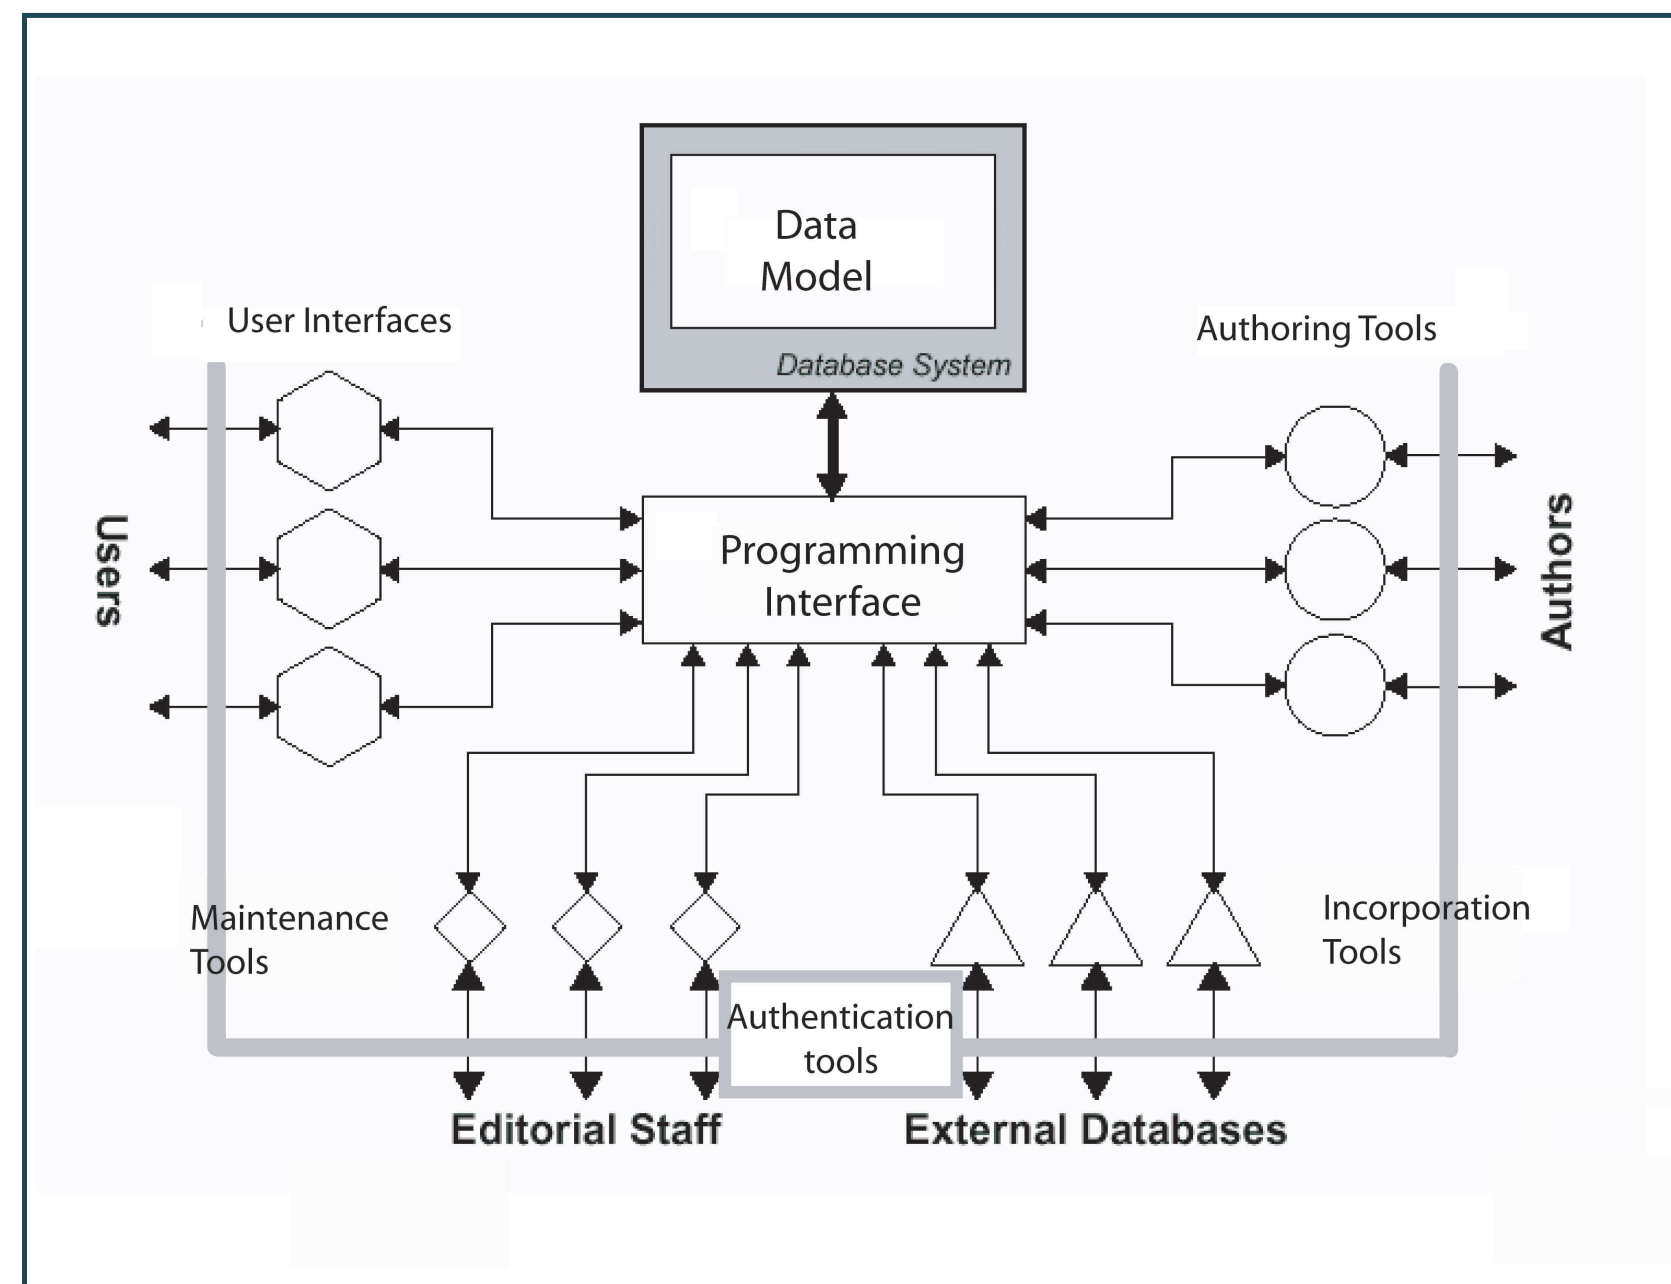 Data
Model
Database System
User Interfaces
Authoring Tools
Users
Programming
Interface
Authors
Maintenance
Tools
Incorporation
Tools
Authentication
tools
Editorial Staff
External Databases